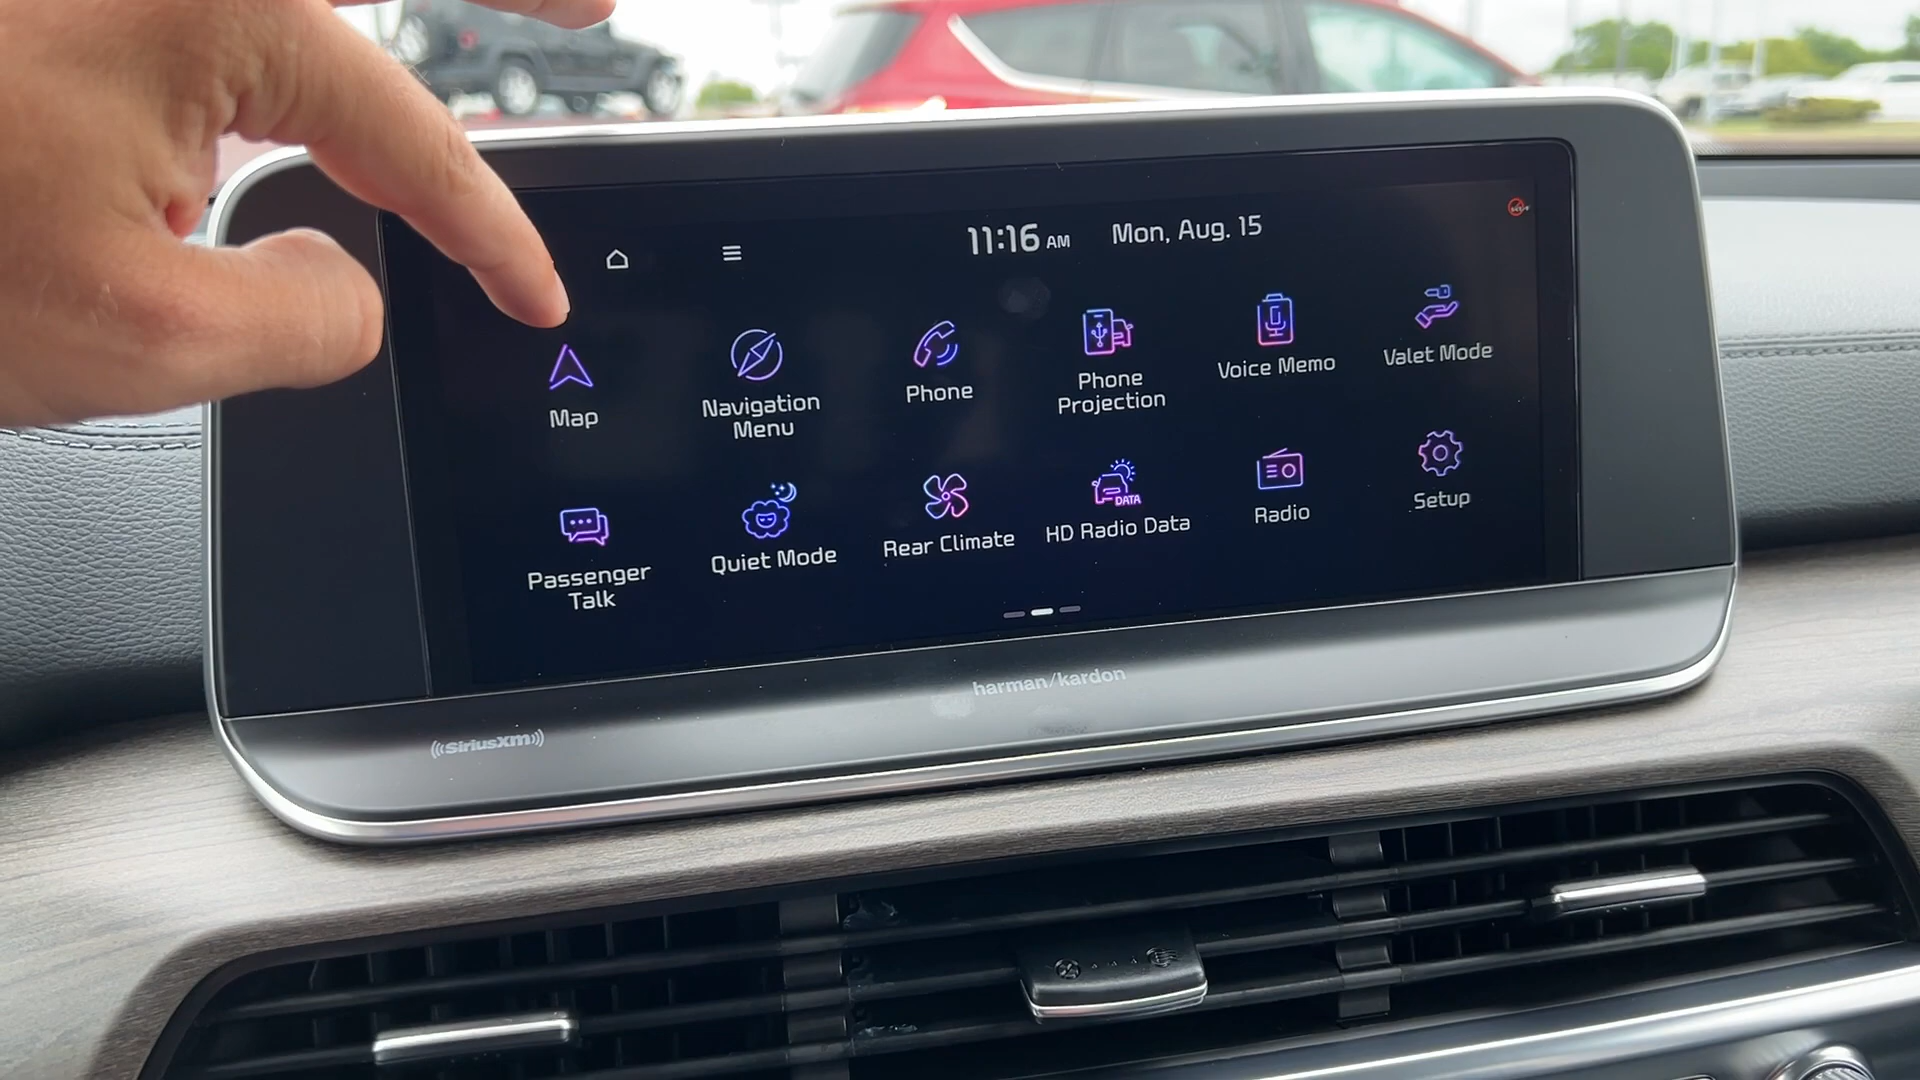 11:16 AM Mon, Aug. 15
Map
Navigation
Menu
Phone
Phone
Projection
Voice Memo
Valet Mode
Passenger
Talk
Quiet Mode
Rear Climate
DATA
HD Radio Data
Radio
Setup
harman/kardon
SiriusXM